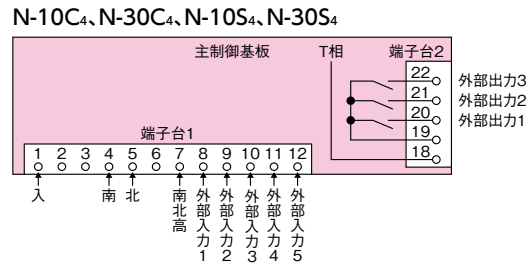 N-10C4、N-30C4、N-10S4、N-30S4
主制御基板
T相
端子台2
22
外部出力3
21
外部出力2
20
外部出力1
19
18
端子台1
1 2 3 4 5 6 7 8 9 10 11 12
入
南
北
南北高
外部入力1
外部入力2
外部入力3
外部入力4
外部入力5